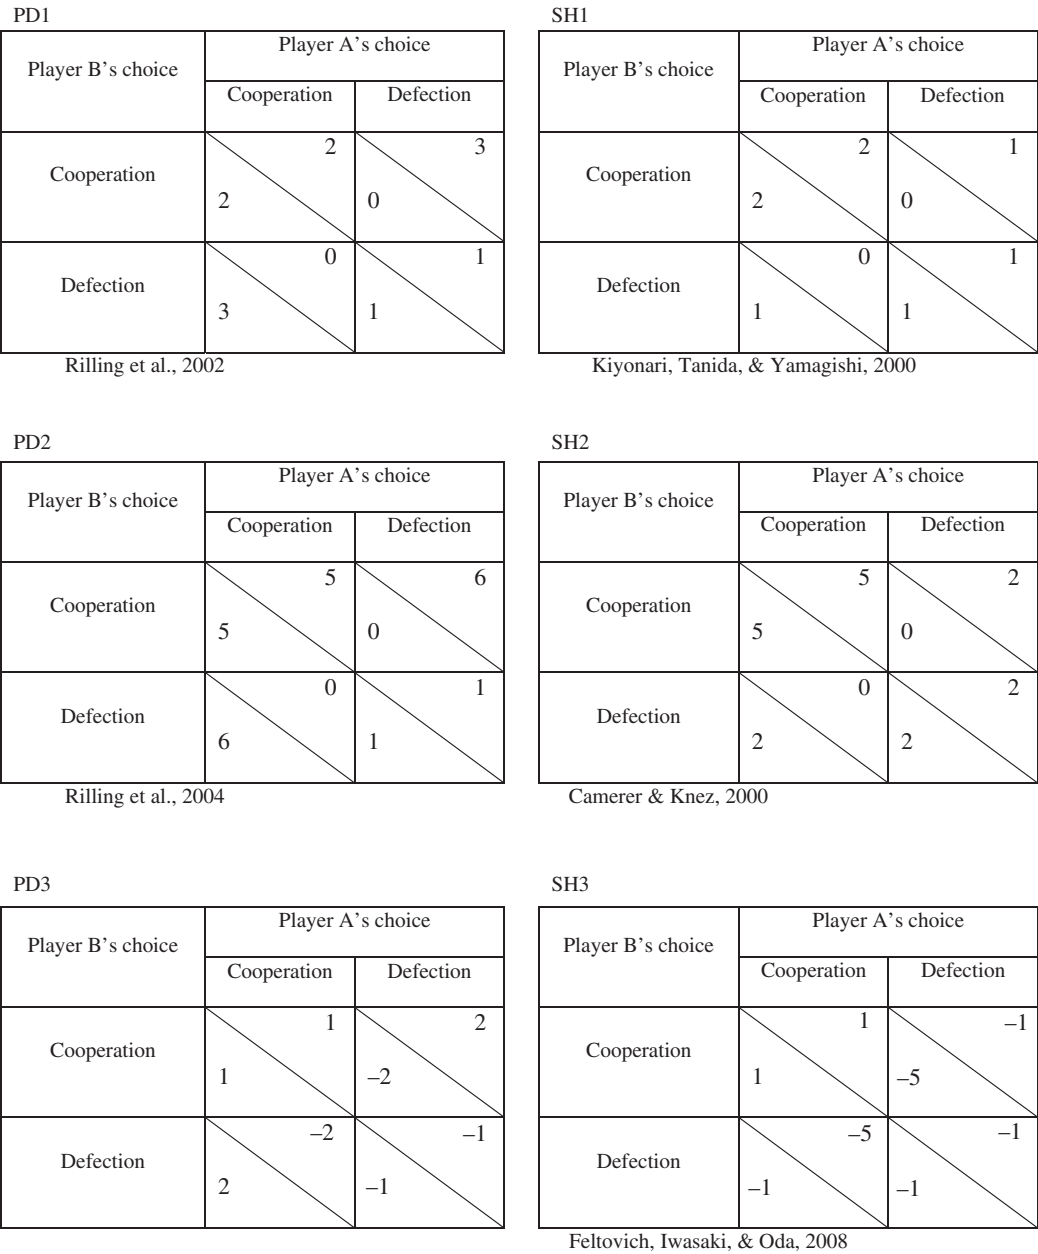 PD1
Player B’s choice
Player A’s choice
Cooperation Defection
Cooperation
2 3
2 0
Defection
0 1
3 1
Rilling et al., 2002
SH1
Player B’s choice
Player A’s choice
Cooperation Defection
Cooperation
2 1
2 0
Defection
0 1
1 1
Kiyonari, Tanida, & Yamagishi, 2000
PD2
Player B’s choice
Player A’s choice
Cooperation Defection
Cooperation
5 6
5 0
Defection
0 1
6 1
Rilling et al., 2004
SH2
Player B’s choice
Player A’s choice
Cooperation Defection
Cooperation
5 2
5 0
Defection
0 2
2 2
Camerer & Knez, 2000
PD3
Player B’s choice
Player A’s choice
Cooperation Defection
Cooperation
1 2
1 –2
Defection
–2 –1
2 –1
SH3
Player B’s choice
Player A’s choice
Cooperation Defection
Cooperation
1 –1
1 –5
Defection
–5 –1
–1 –1
Feltovich, Iwasaki, & Oda, 2008